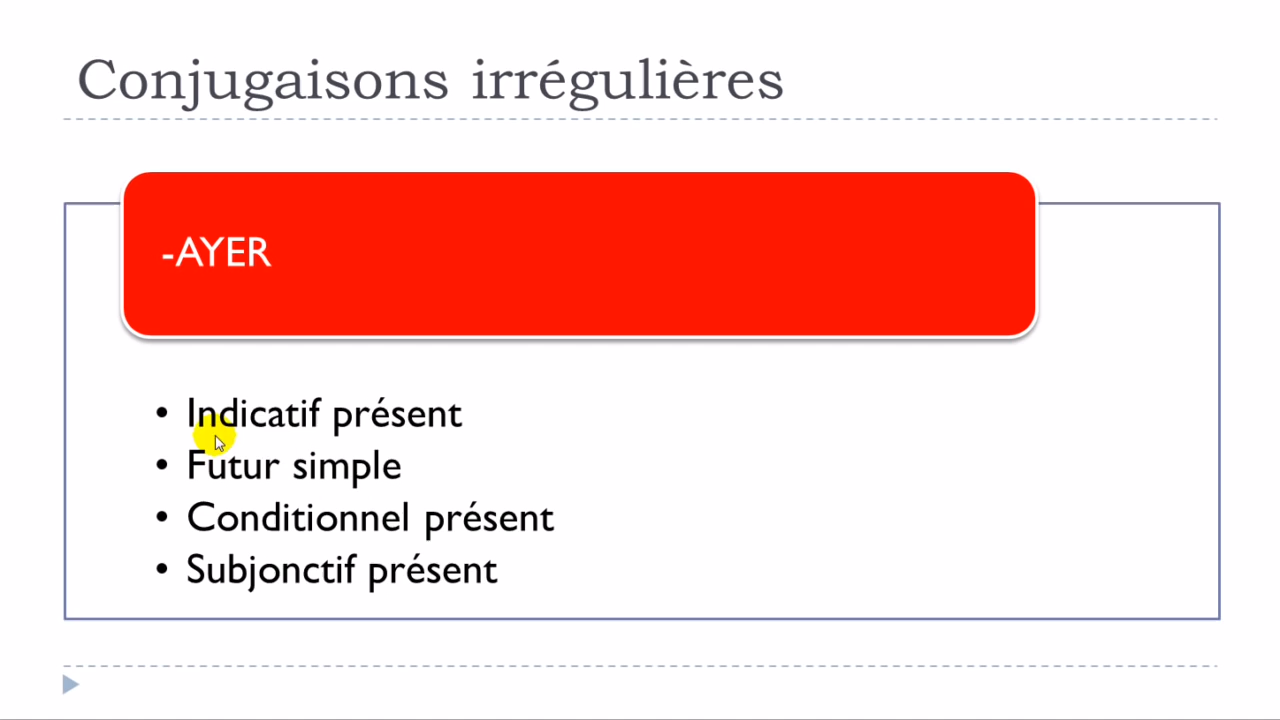 Conjugaisons irrégulières
-AYER
• Indicatif présent
• Futur simple
• Conditionnel présent
• Subjonctif présent